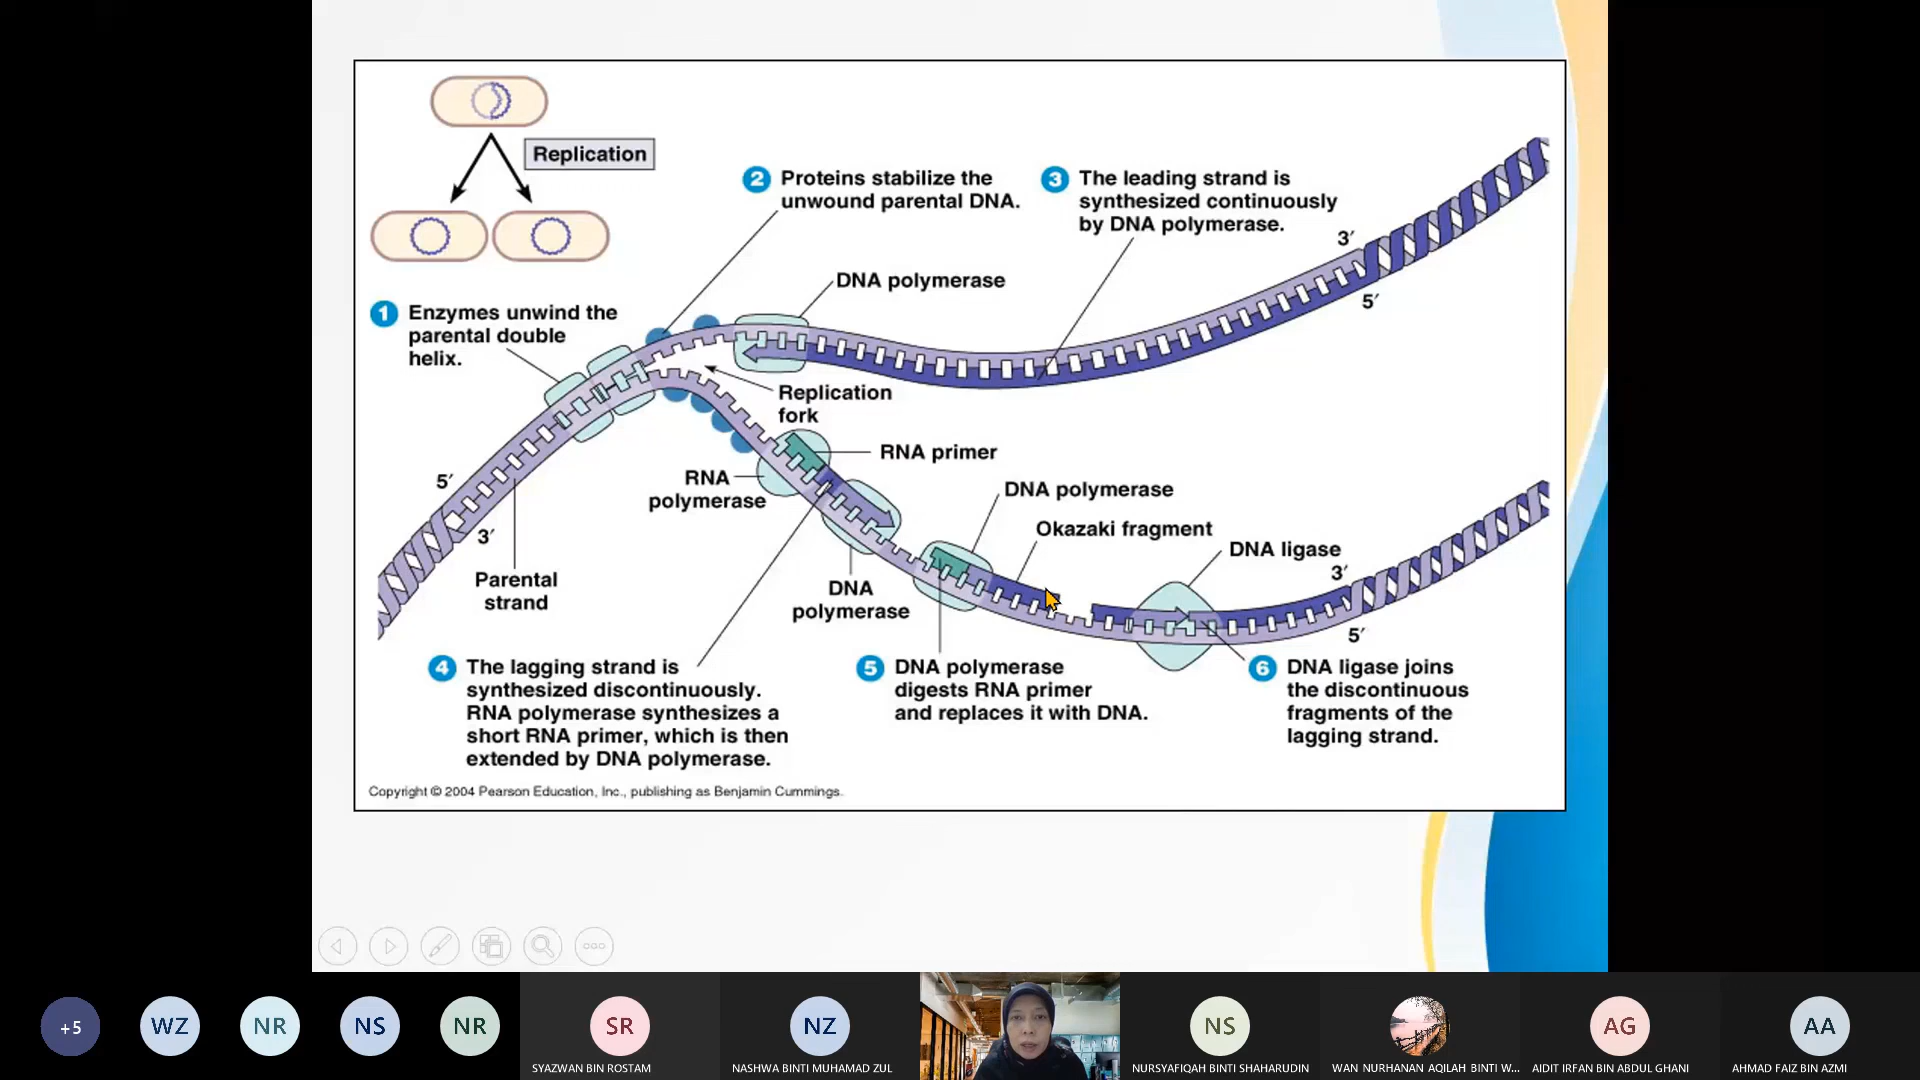 Replication
2 Proteins stabilize the
unwound parental DNA.
3 The leading strand is
synthesized continuously
by DNA polymerase.
3′
5′
DNA polymerase
1 Enzymes unwind the
parental double
helix.
Replication
fork
RNA primer
RNA
polymerase
DNA polymerase
Okazaki fragment
DNA ligase
5′
3′
3′
5′
Parental
strand
DNA
polymerase
4 The lagging strand is
synthesized discontinuously.
RNA polymerase synthesizes a
short RNA primer, which is then
extended by DNA polymerase.
5 DNA polymerase
digests RNA primer
and replaces it with DNA.
6 DNA ligase joins
the discontinuous
fragments of the
lagging strand.
Copyright © 2004 Pearson Education, Inc., publishing as Benjamin Cummings.
+5
WZ
NR
NS
NR
SR
SYAZWAN BIN ROSTAM
NZ
NASHWA BINTI MUHAMAD ZUL
NS
NURSYAFIQAH BINTI SHAHARUDIN
WAN NURHANAN AQILAH BINTI W...
AG
AIDIT IRFAN BIN ABDUL GHANI
AA
AHMAD FAIZ BIN AZMI